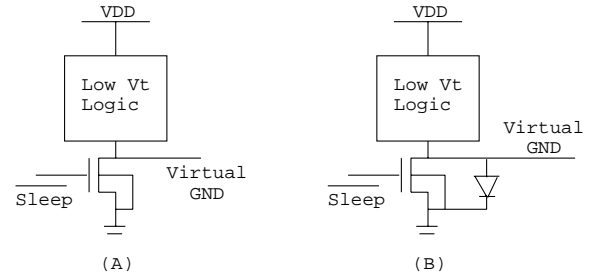 VDD
Low Vt
Logic
Virtual
GND
Sleep
(A)
VDD
Low Vt
Logic
Virtual
GND
Sleep
(B)